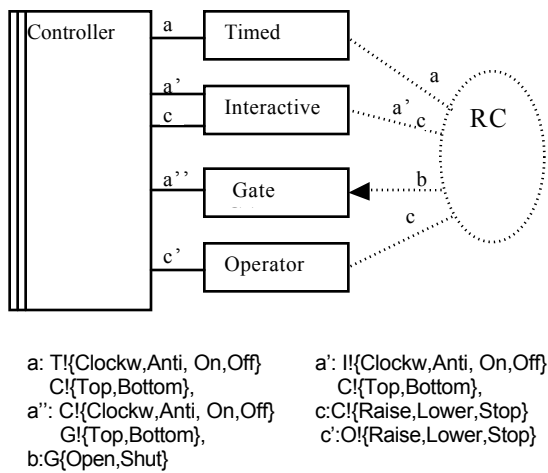 Controller
a
Timed
a
a’
Interactive
a’
c
c
RC
a’’
Gate
b
c
c’
Operator
a: T!{Clockw,Anti, On,Off}
C!{Top,Bottom},
a’’: C!{Clockw,Anti, On,Off}
G!{Top,Bottom},
b:G{Open,Shut}
a’: I!{Clockw,Anti, On,Off}
C!{Top,Bottom},
c:C!{Raise,Lower,Stop}
c’:O!{Raise,Lower,Stop}